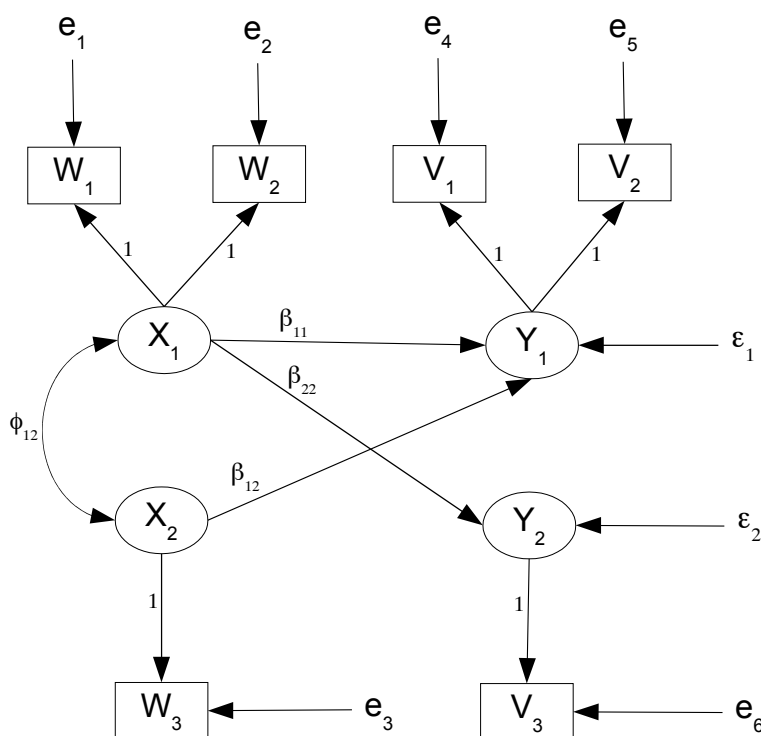 e₁ e₂ e₄ e₅
W₁ W₂ V₁ V₂
1 1 1 1
X₁ β₁₁ Y₁ ε₁
β₂₂
ϕ₁₂
β₁₂
X₂ Y₂ ε₂
1 1
W₃ e₃ V₃ e₆